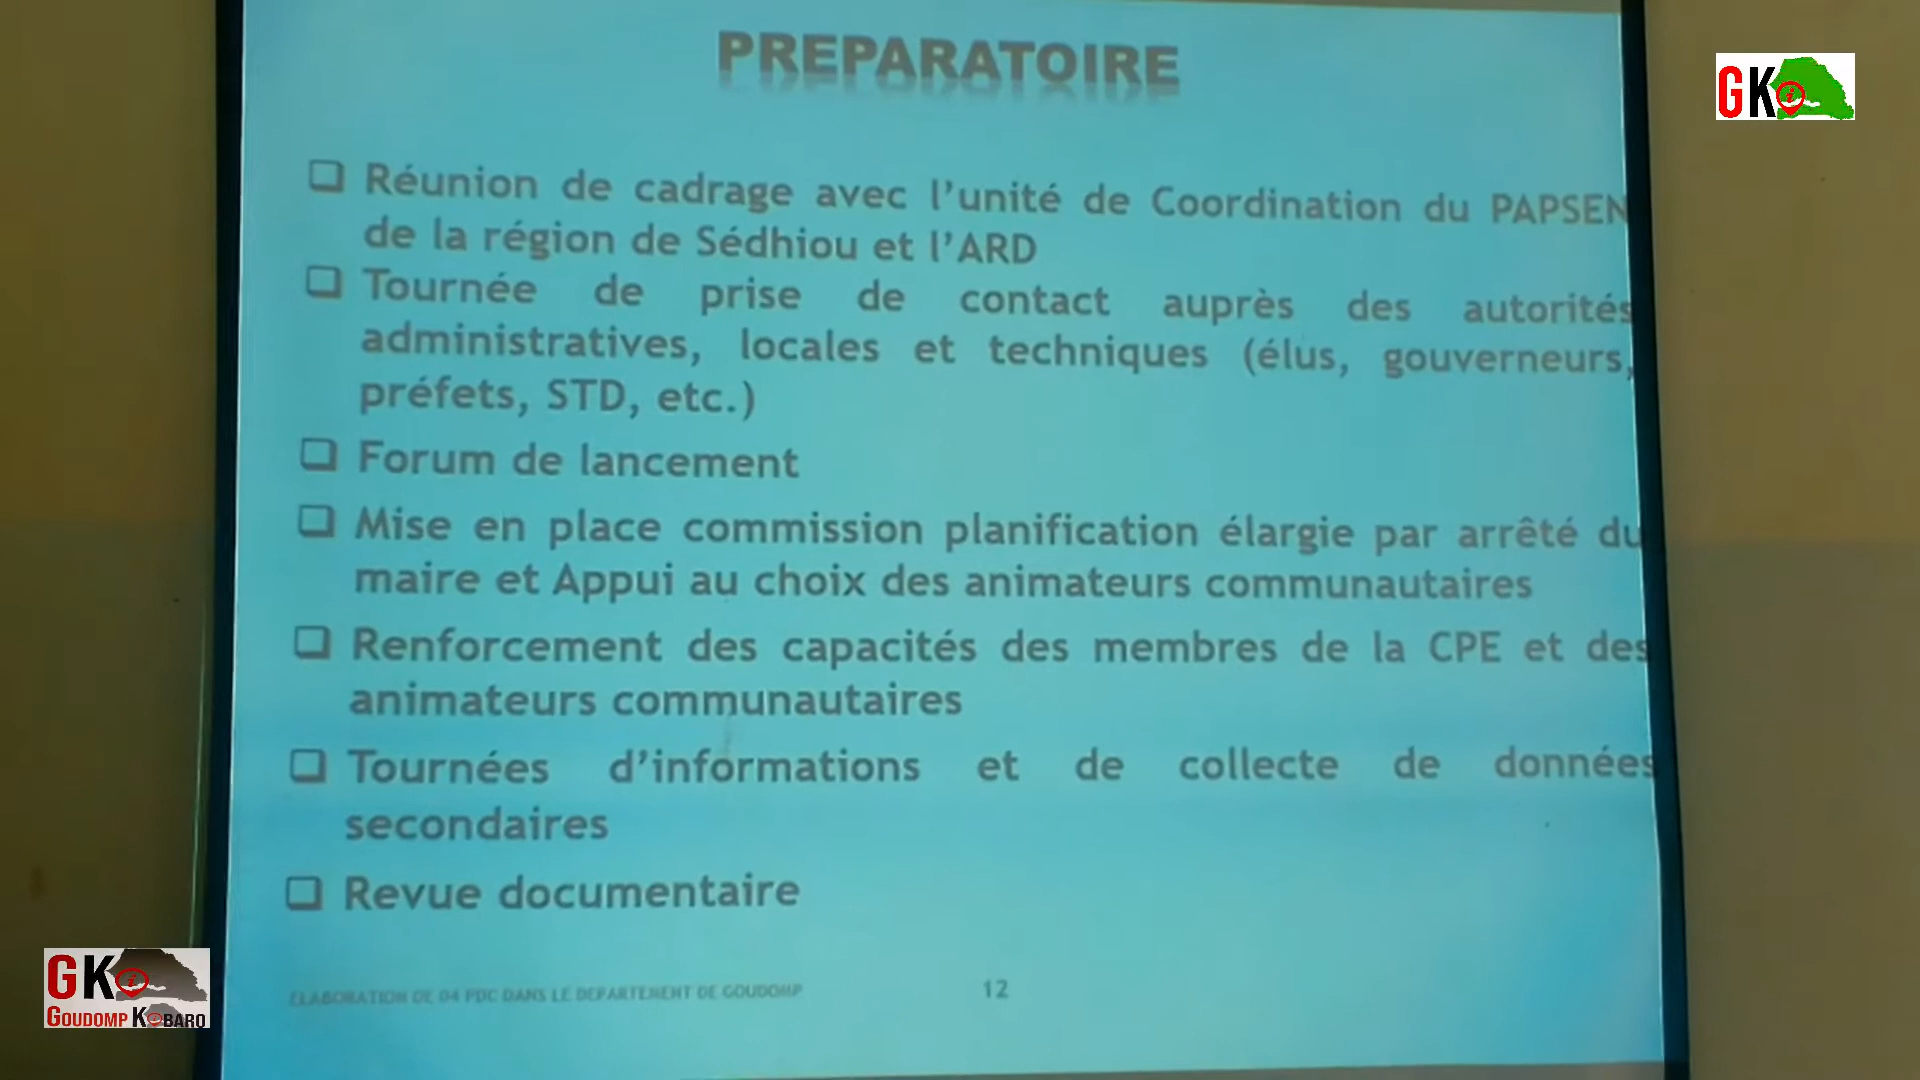 PREPARATOIRE
GK
❑ Réunion de cadrage avec l'unité de Coordination du PAPSEN
de la région de Sédhiou et l'ARD
❑ Tournée de prise de contact auprès des autorités
administratives, locales et techniques (élus, gouverneurs,
préfets, STD, etc.)
❑ Forum de lancement
❑ Mise en place commission planification élargie par arrêté du
maire et Appui au choix des animateurs communautaires
❑ Renforcement des capacités des membres de la CPE et des
animateurs communautaires
❑ Tournées d'informations et de collecte de données
secondaires
❑ Revue documentaire
ELABORATION DE 04 PDC DANS LE DEPARTEMENT DE GOUDOMP
12
GK
GOUDOMP KOBARO